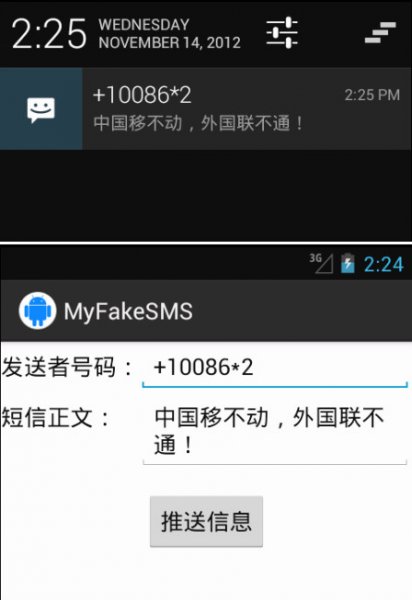 2:25 WEDNESDAY
NOVEMBER 14, 2012
+10086*2 2:25 PM
中国移不动，外国联不通！
3G 2:24
MyFakeSMS
发送者号码： +10086*2
短信正文： 中国移不动，外国联不
通！
推送信息